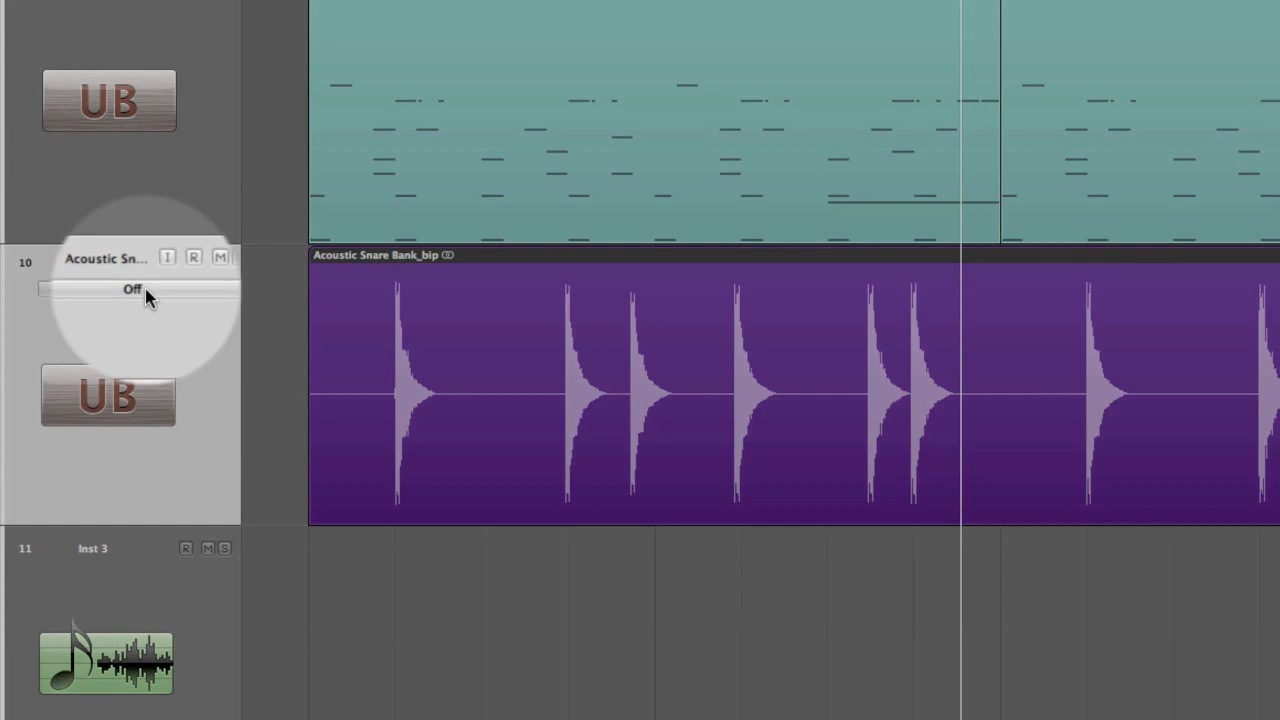 UB
10 Acoustic Sn... I R M
Off
Acoustic Snare Bank_bip
UB
11 Inst 3 R M S